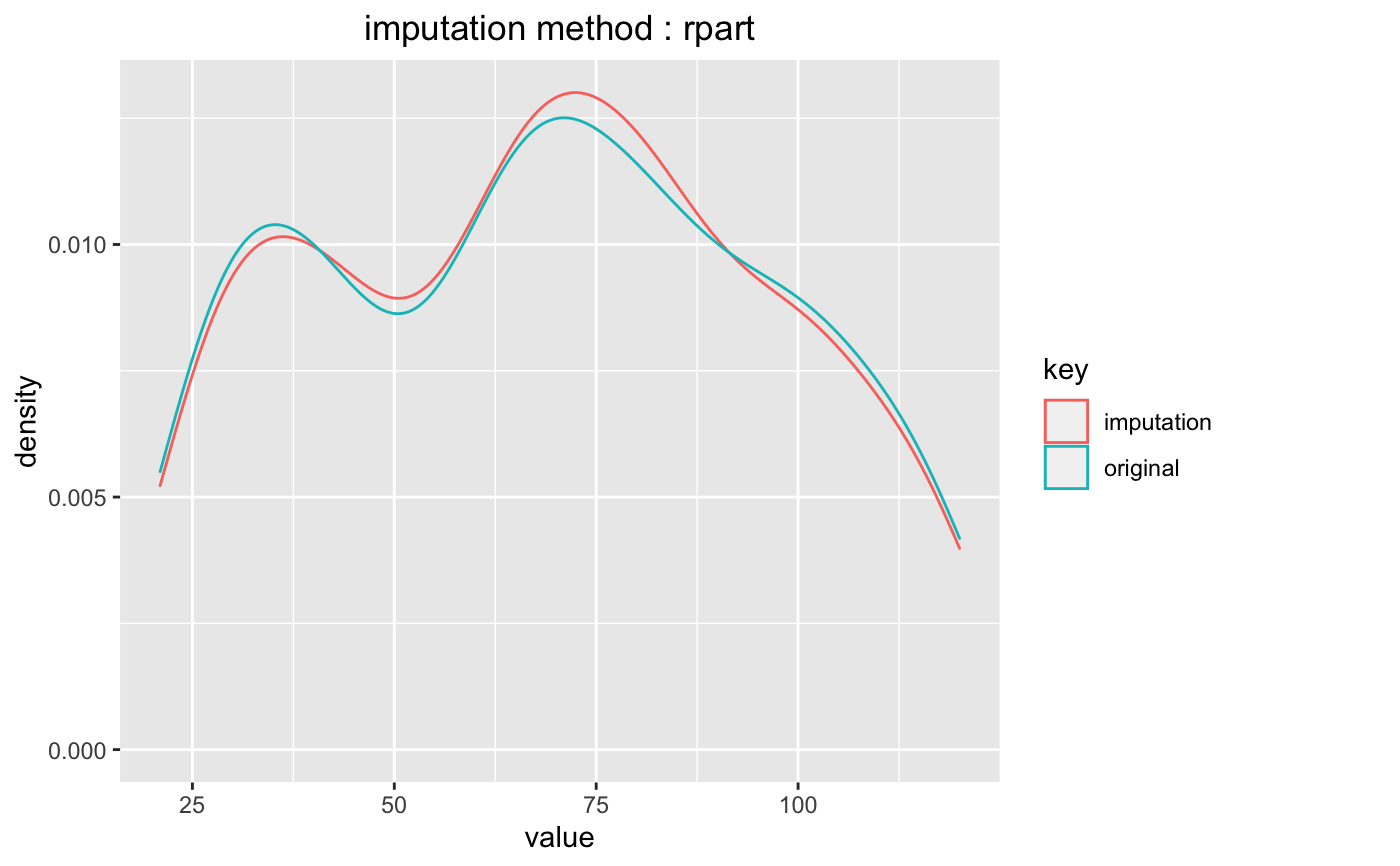 imputation method : rpart
density
0.010
0.005
0.000
25 50 75 100
value
key
imputation
original